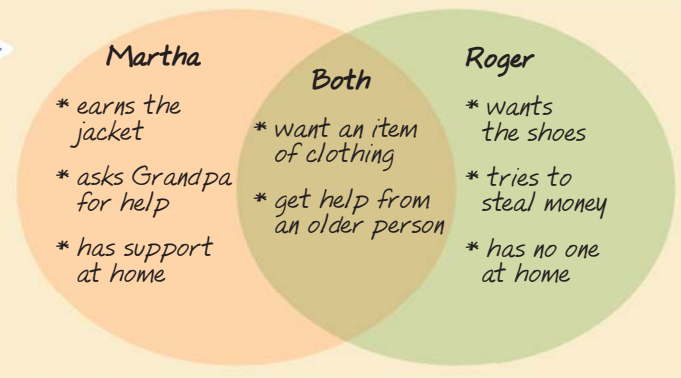 Martha
* earns the
jacket
* asks Grandpa
for help
* has support
at home
Both
* want an item
of clothing
* get help from
an older person
Roger
* wants
the shoes
* tries to
steal money
* has no one
at home